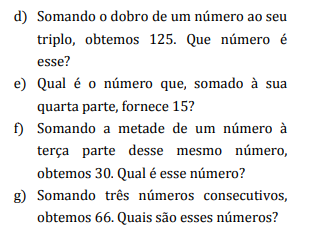 d) Somando o dobro de um número ao seu
triplo, obtemos 125. Que número é
esse?
e) Qual é o número que, somado à sua
quarta parte, fornece 15?
f) Somando a metade de um número à
terça parte desse mesmo número,
obtemos 30. Qual é esse número?
g) Somando três números consecutivos,
obtemos 66. Quais são esses números?